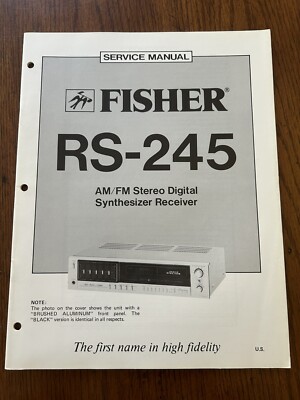 SERVICE MANUAL
FISHER®
RS-245
AM/FM Stereo Digital
Synthesizer Receiver
NOTE:
The photo on the cover shows the unit with a
"BRUSHED ALUMINUM" front panel. The
"BLACK" version is identical in all respects.
The first name in high fidelity
U.S.